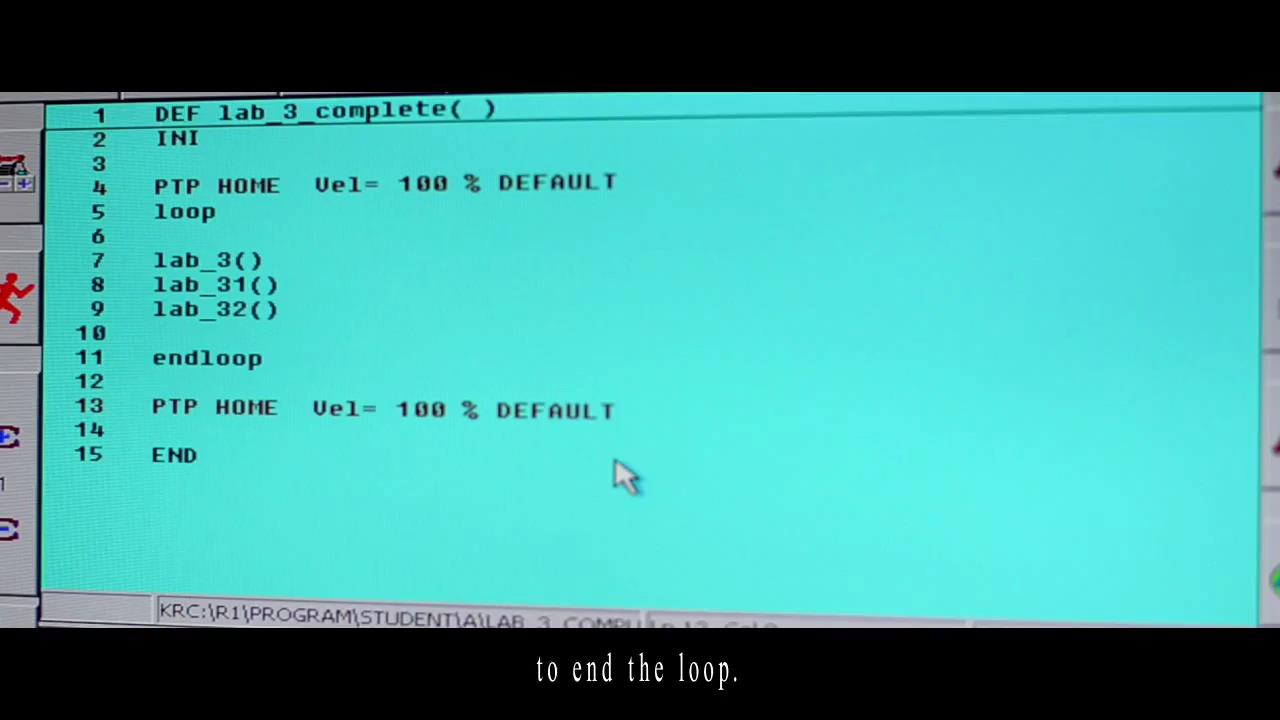 1 DEF lab_3_complete( )
2 INI
3
4 PTP HOME Vel= 100 % DEFAULT
5 loop
6
7 lab_3()
8 lab_31()
9 lab_32()
10
11 endloop
12
13 PTP HOME Vel= 100 % DEFAULT
14
15 END
KRC:\R1\PROGRAM\STUDENT\A\LAB_3_COMPL
to end the loop.